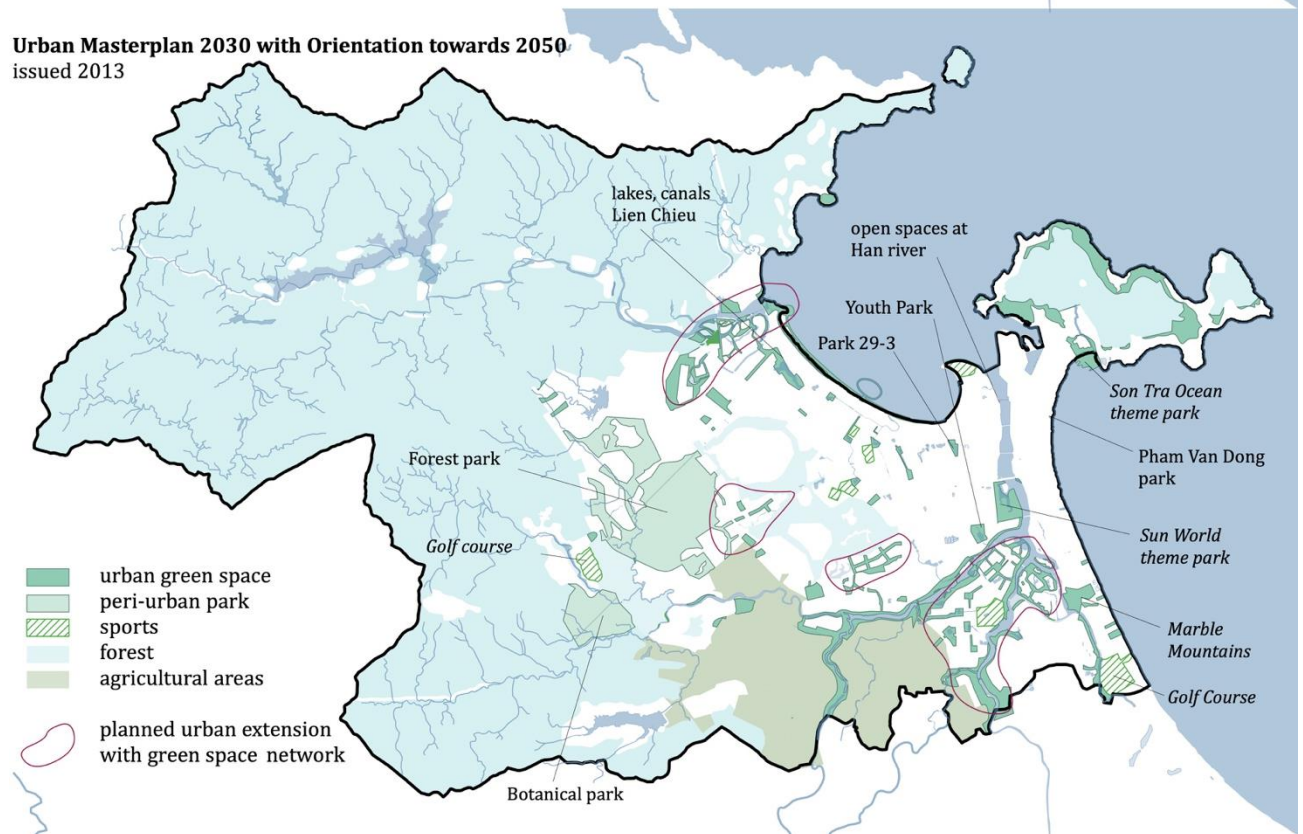 Urban Masterplan 2030 with Orientation towards 2050
issued 2013
lakes, canals
Lien Chieu
open spaces at
Han river
Youth Park
Park 29-3
Son Tra Ocean
theme park
Pham Van Dong
park
Forest park
Golf course
Sun World
theme park
Marble
Mountains
Golf Course
Botanical park
urban green space
peri-urban park
sports
forest
agricultural areas
planned urban extension
with green space network